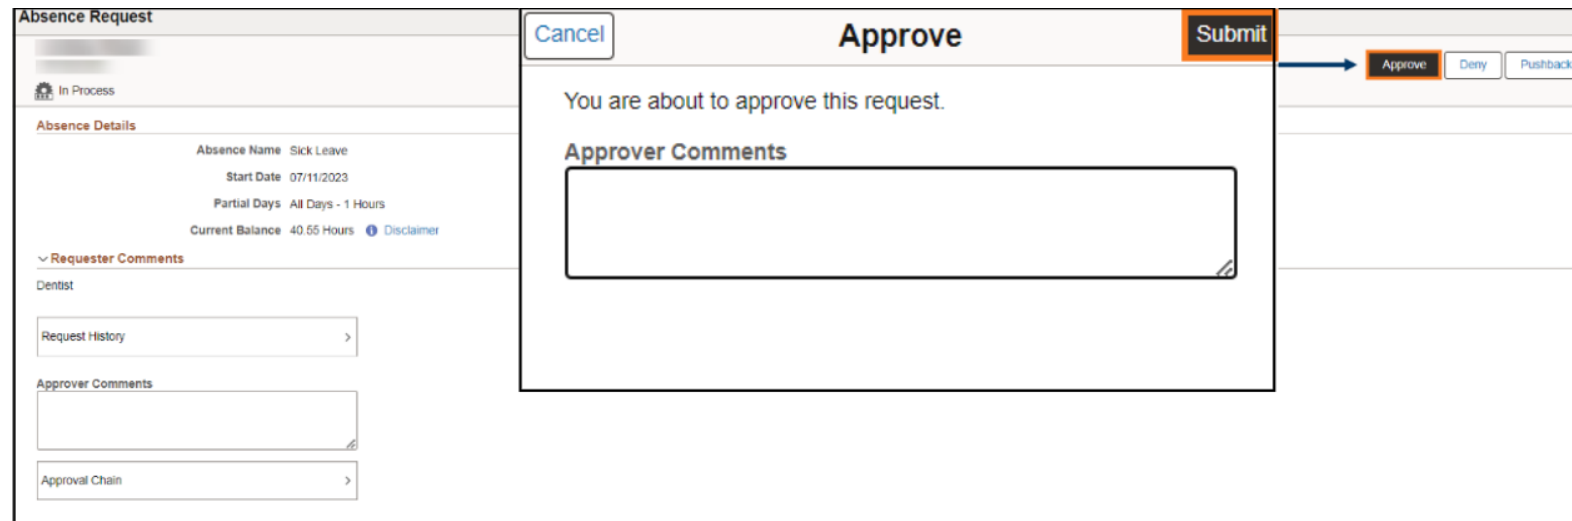 Absence Request
In Process
Absence Details
Absence Name Sick Leave
Start Date 07/11/2023
Partial Days All Days - 1 Hours
Current Balance 40.55 Hours Disclaimer
Requester Comments
Dentist
Request History
Approver Comments
Approval Chain
Cancel Approve Submit
You are about to approve this request.
Approver Comments
Approve Deny Pushback